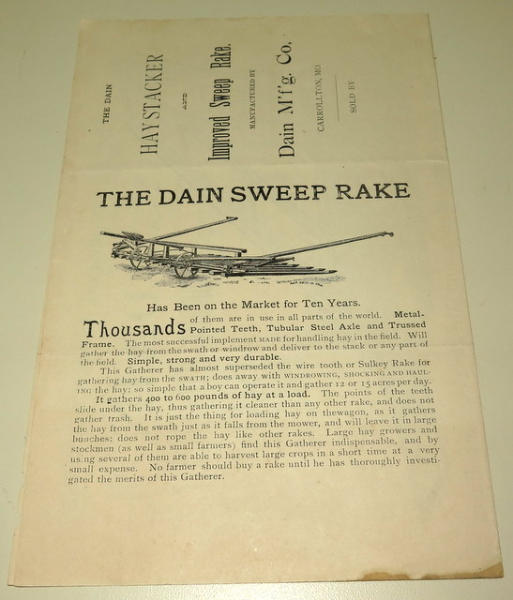 THE DAIN
HAY STACKER
AND
Improved Sweep Rake.
MANUFACTURED BY
Dain M'f'g. Co.
CARROLLTON, MO.
SOLD BY
THE DAIN SWEEP RAKE
Has Been on the Market for Ten Years.
Thousands of them are in use in all parts of the world. Metal-
Pointed Teeth, Tubular Steel Axle and Trussed
Frame. The most successful implement MADE for handling hay in the field. Will
gather the hay from the swath or windrow and deliver to the stack or any part of
the field. Simple, strong and very durable.
This Gatherer has almost superseded the wire tooth or Sulkey Rake for
gathering hay from the SWATH; does away with WINDROWING, SHOCKING AND HAUL-
ING the hay; so simple that a boy can operate it and gather 12 or 15 acres per day.
It gathers 400 to 600 pounds of hay at a load. The points of the teeth
slide under the hay, thus gathering it cleaner than any other rake, and does not
gather trash. It is just the thing for loading hay on thewagon, as it gathers
the hay from the swath just as it falls from the mower, and will leave it in large
bunches; does not rope the hay like other rakes. Large hay growers and
stockmen (as well as small farmers) find this Gatherer indispensable, and by
using several of them are able to harvest large crops in a short time at a very
small expense. No farmer should buy a rake until he has thoroughly investi-
gated the merits of this Gatherer.